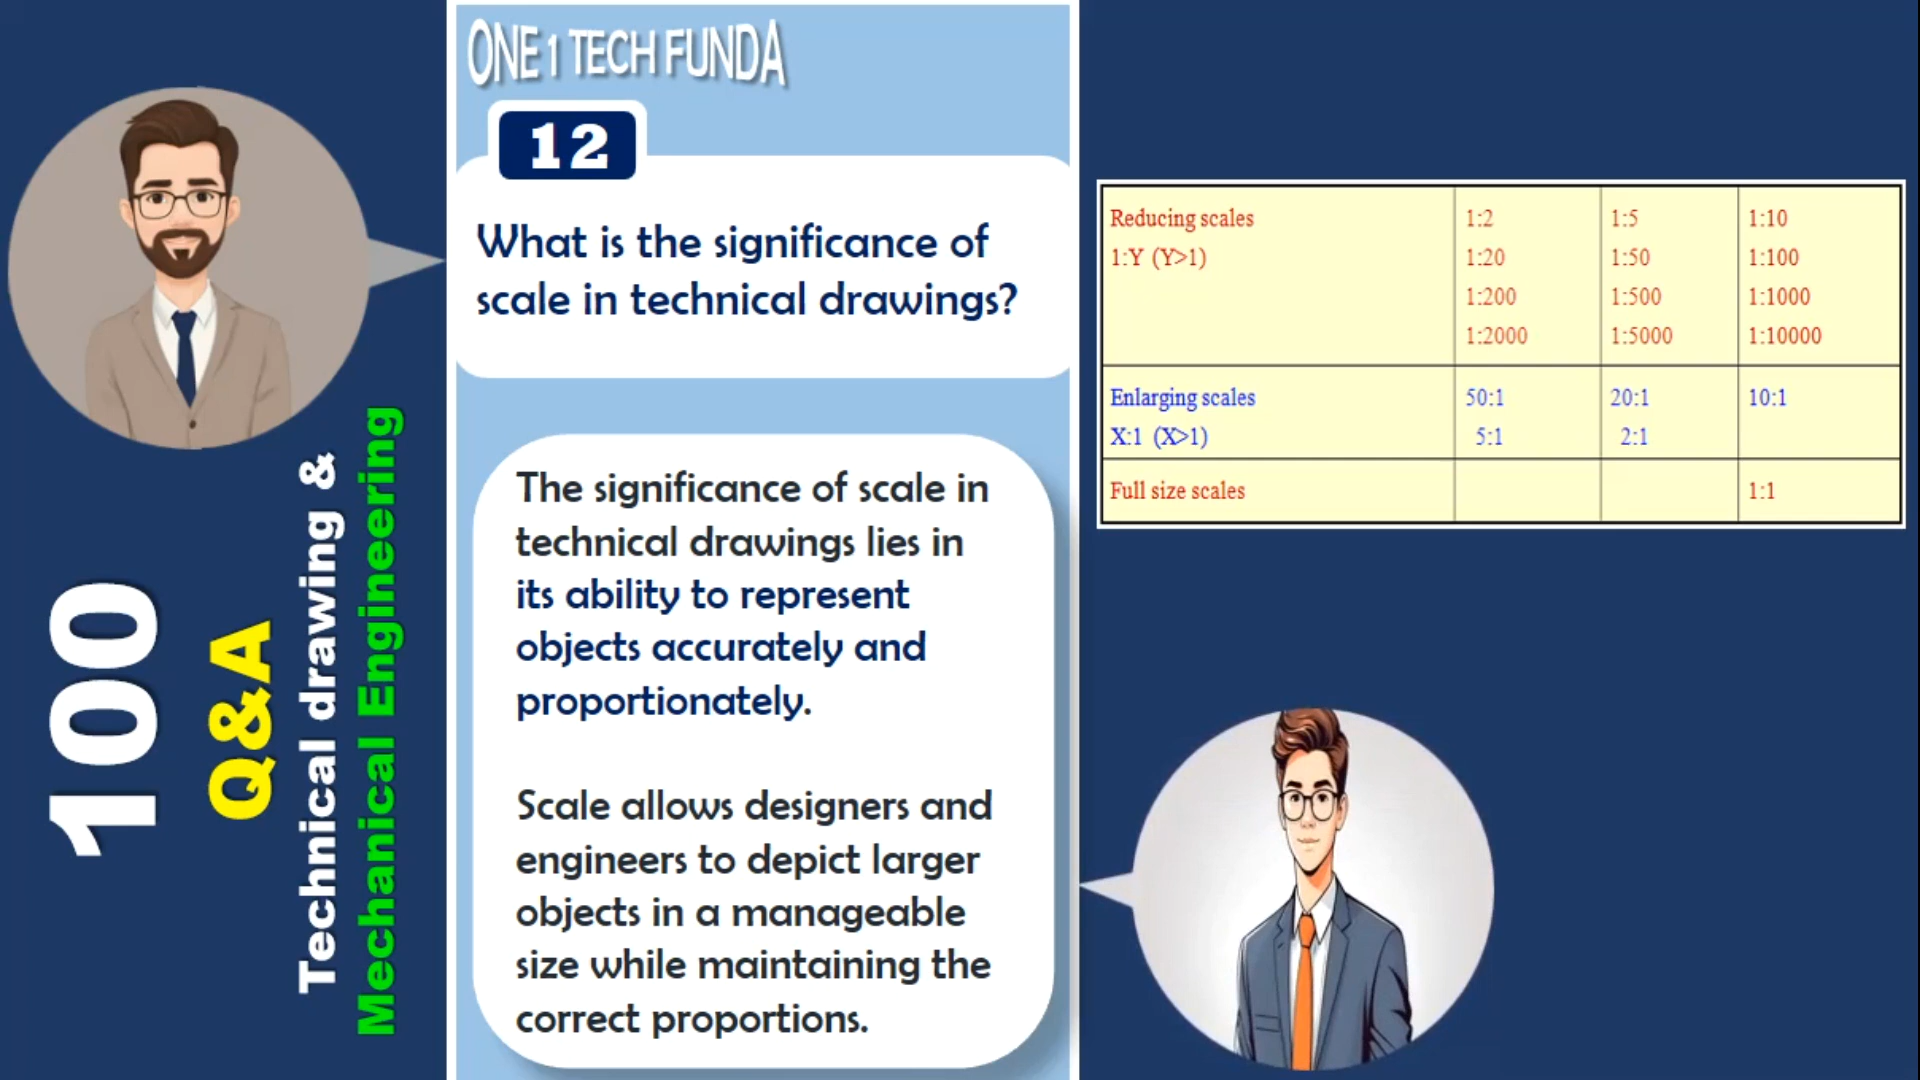 100
Q&A
Technical drawing &
Mechanical Engineering
ONE 1 TECH FUNDA
12
What is the significance of
scale in technical drawings?
The significance of scale in
technical drawings lies in
its ability to represent
objects accurately and
proportionately.
Scale allows designers and
engineers to depict larger
objects in a manageable
size while maintaining the
correct proportions.
Reducing scales 1:2 1:5 1:10
1:Y (Y>1) 1:20 1:50 1:100
1:200 1:500 1:1000
1:2000 1:5000 1:10000
Enlarging scales 50:1 20:1 10:1
X:1 (X>1) 5:1 2:1
Full size scales 1:1